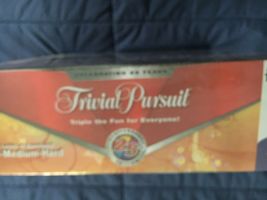 CELEBRATING 25 YEARS
Trivial Pursuit
Triple the Fun for Everyone!
25
Medium-Hard